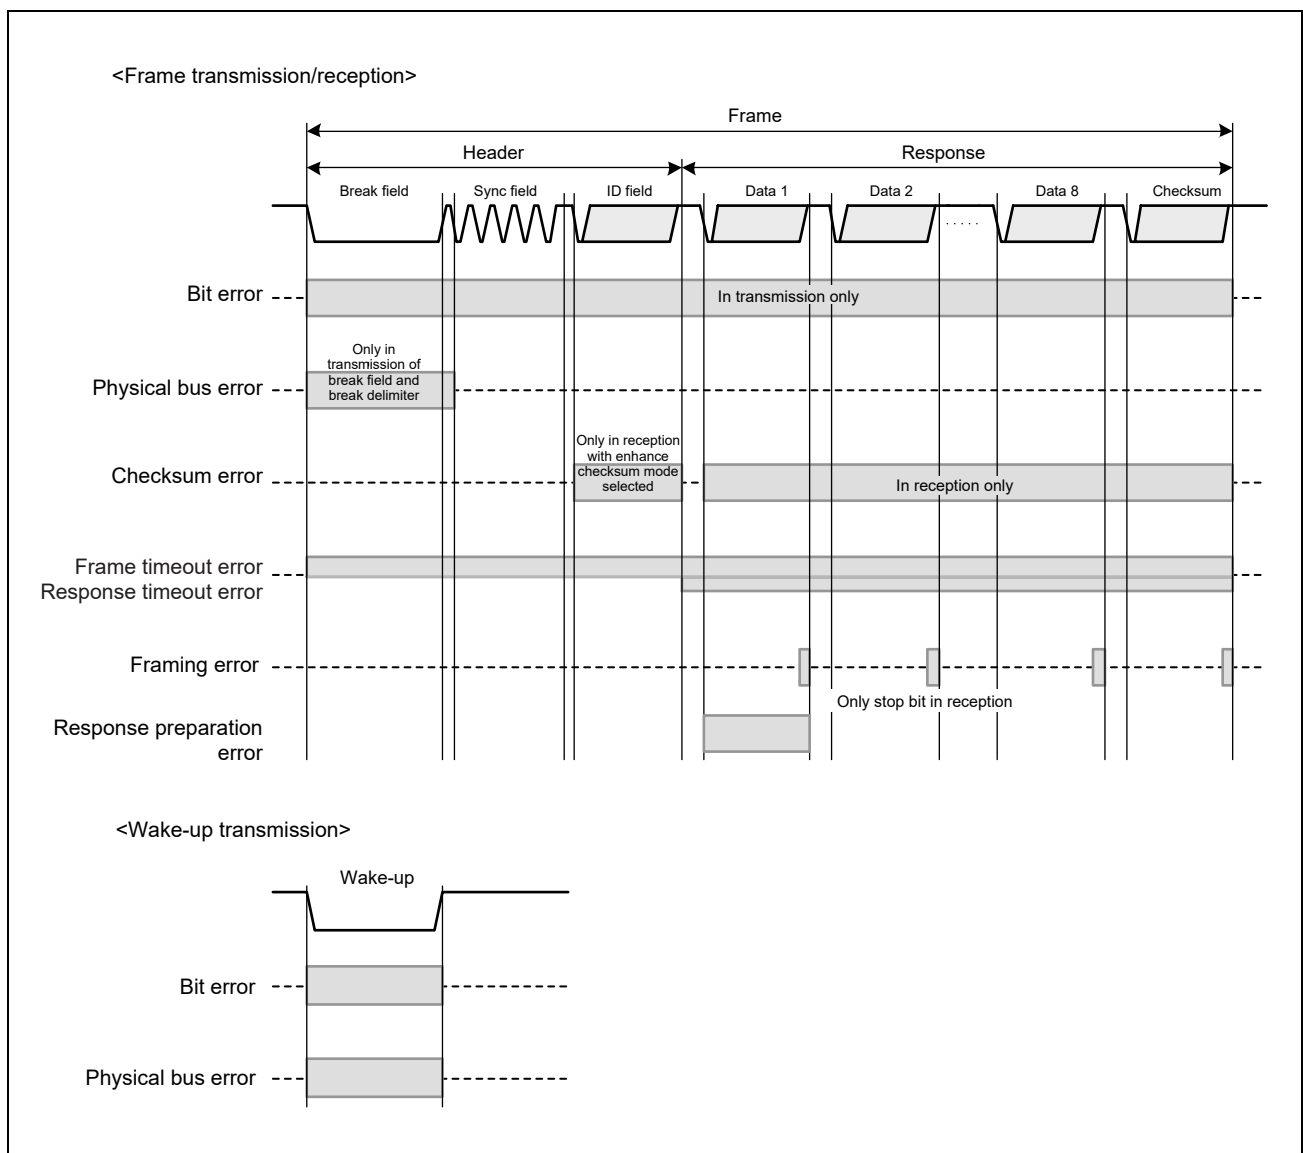 <Frame transmission/reception>
Frame
Header
Response
Break field
Sync field
ID field
Data 1
Data 2
Data 8
Checksum
. . . . .
Bit error
In transmission only
Only in
transmission of
break field and
break delimiter
Physical bus error
Only in reception
with enhance
checksum mode
selected
Checksum error
In reception only
Frame timeout error
Response timeout error
Framing error
Only stop bit in reception
Response preparation
error
<Wake-up transmission>
Wake-up
Bit error
Physical bus error